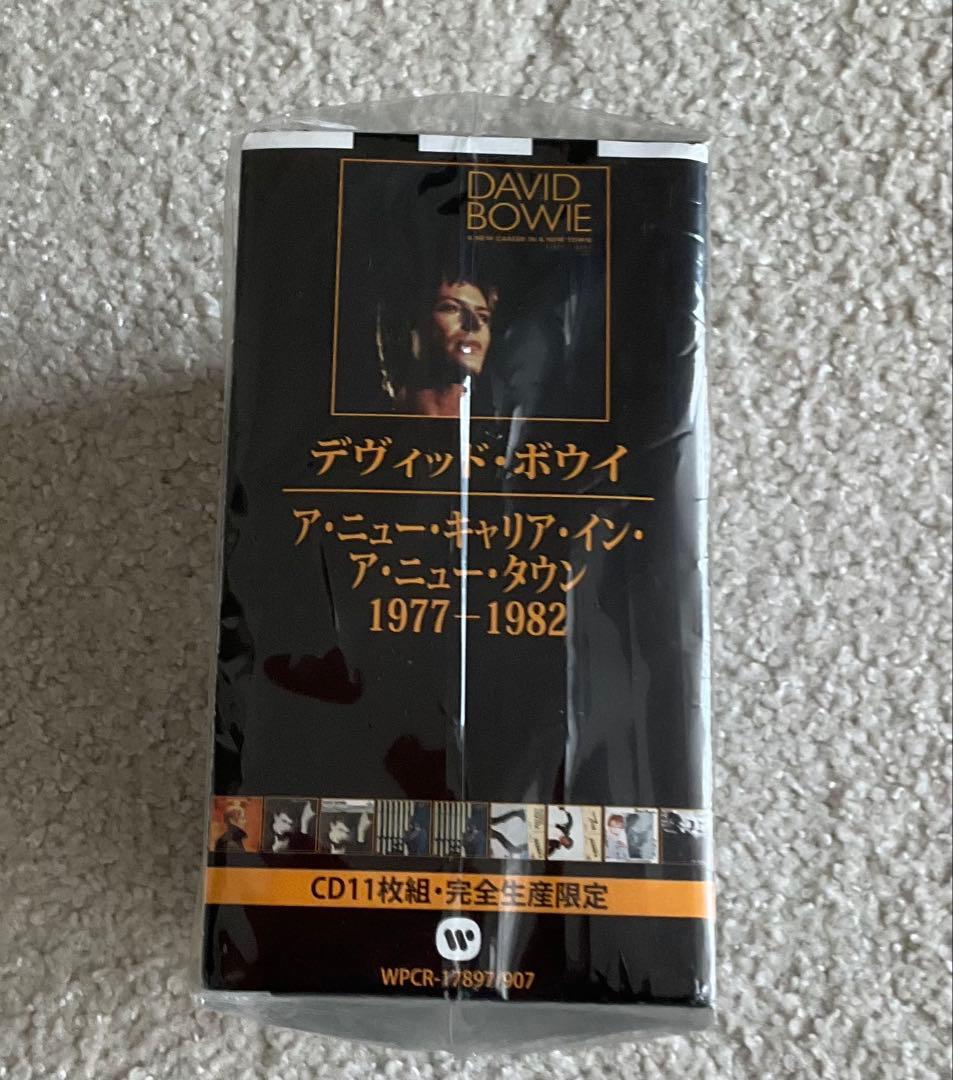 DAVID
BOWIE
A NEW CAREER IN A NEW TOWN
デヴィッド・ボウイ
ア・ニュー・キャリア・イン・
ア・ニュー・タウン
1977－1982
CD11枚組・完全生産限定
WPCR-17897/907